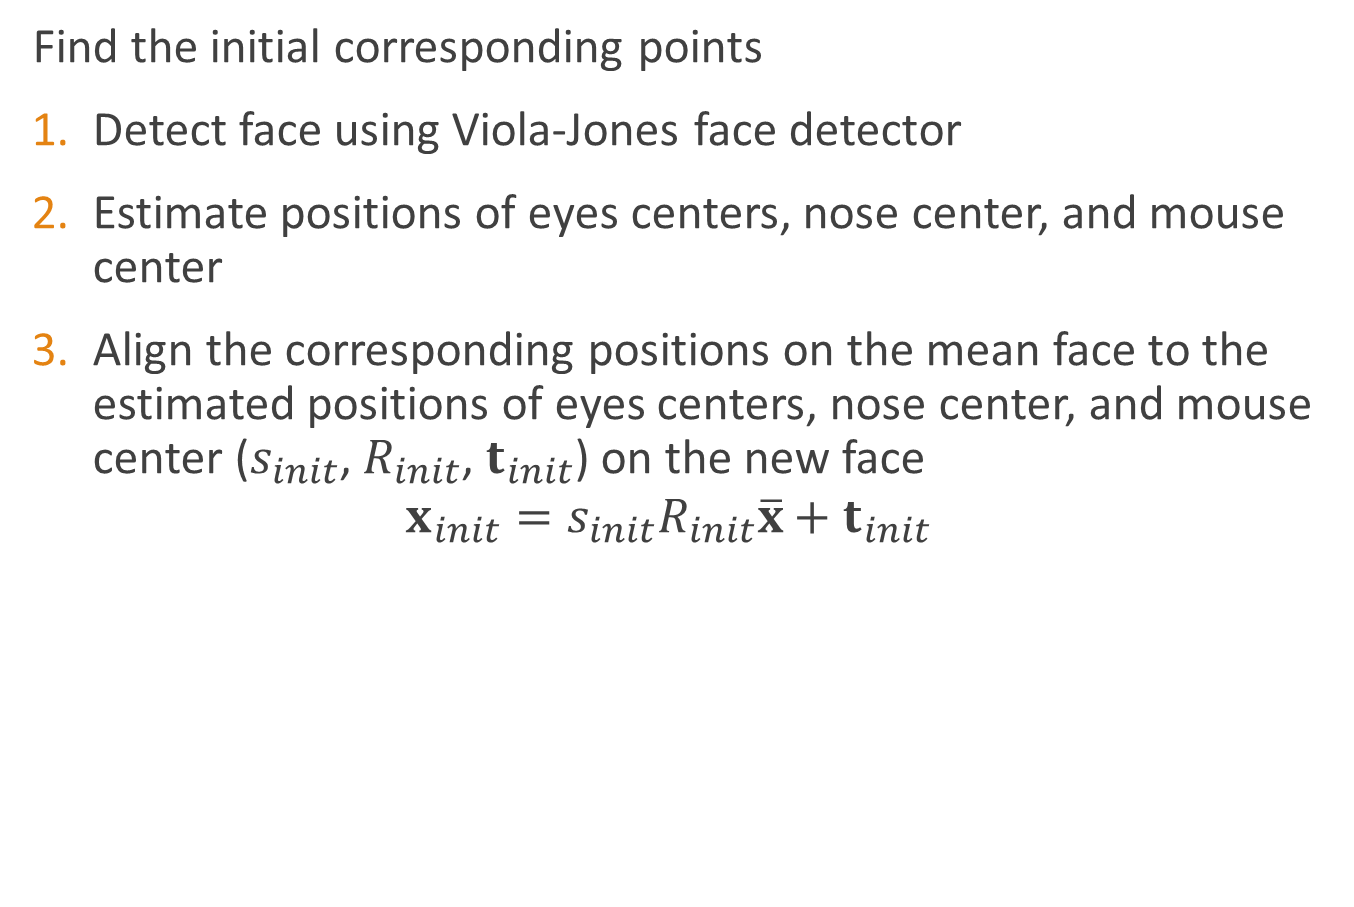 Find the initial corresponding points
1. Detect face using Viola-Jones face detector
2. Estimate positions of eyes centers, nose center, and mouse
center
3. Align the corresponding positions on the mean face to the
estimated positions of eyes centers, nose center, and mouse
center (s_init, R_init, t_init) on the new face
x_init = s_init R_init x̄ + t_init